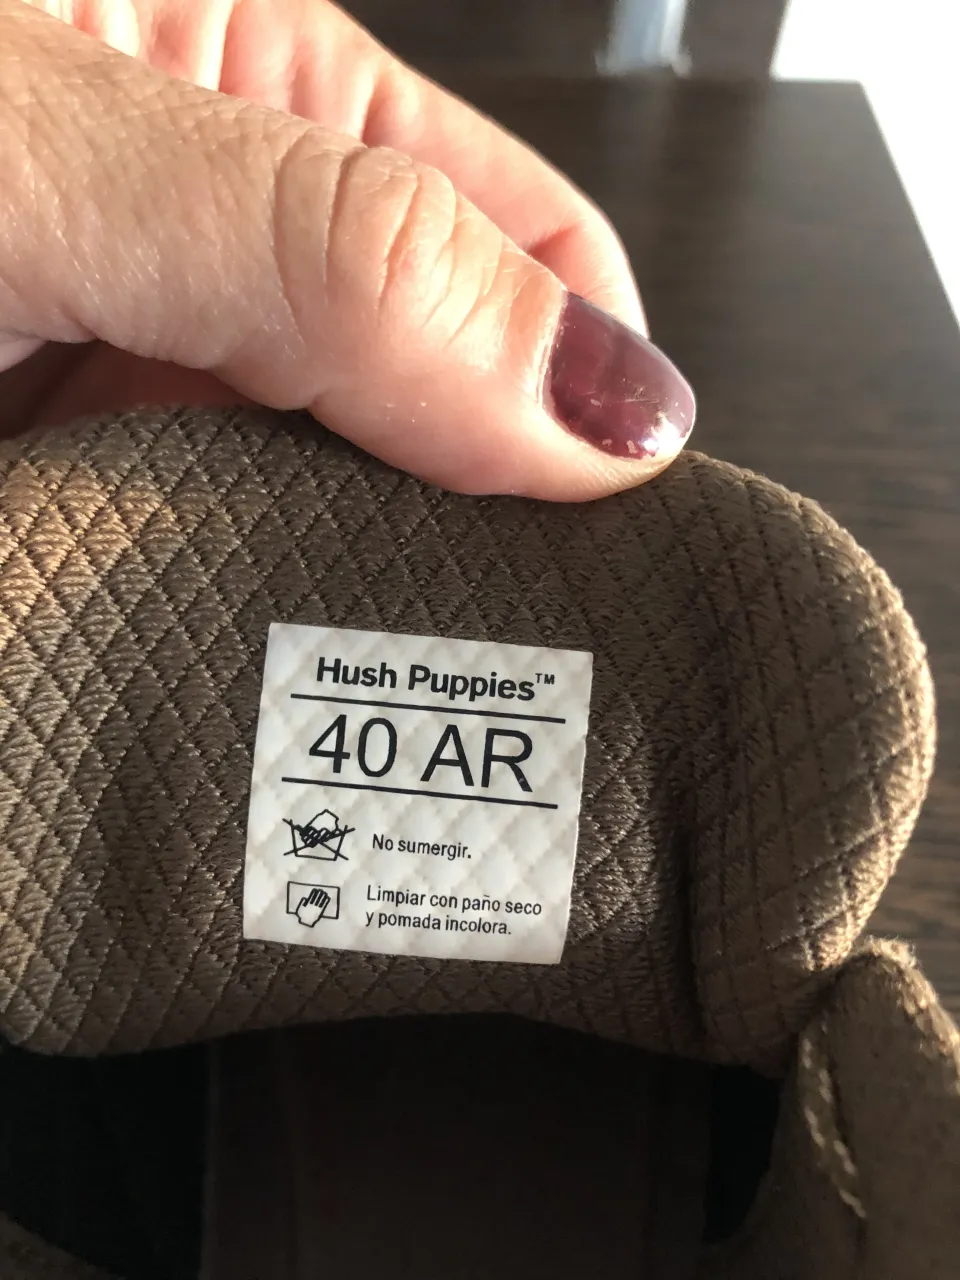 Hush Puppies™
40 AR
No sumergir.
Limpiar con paño seco
y pomada incolora.